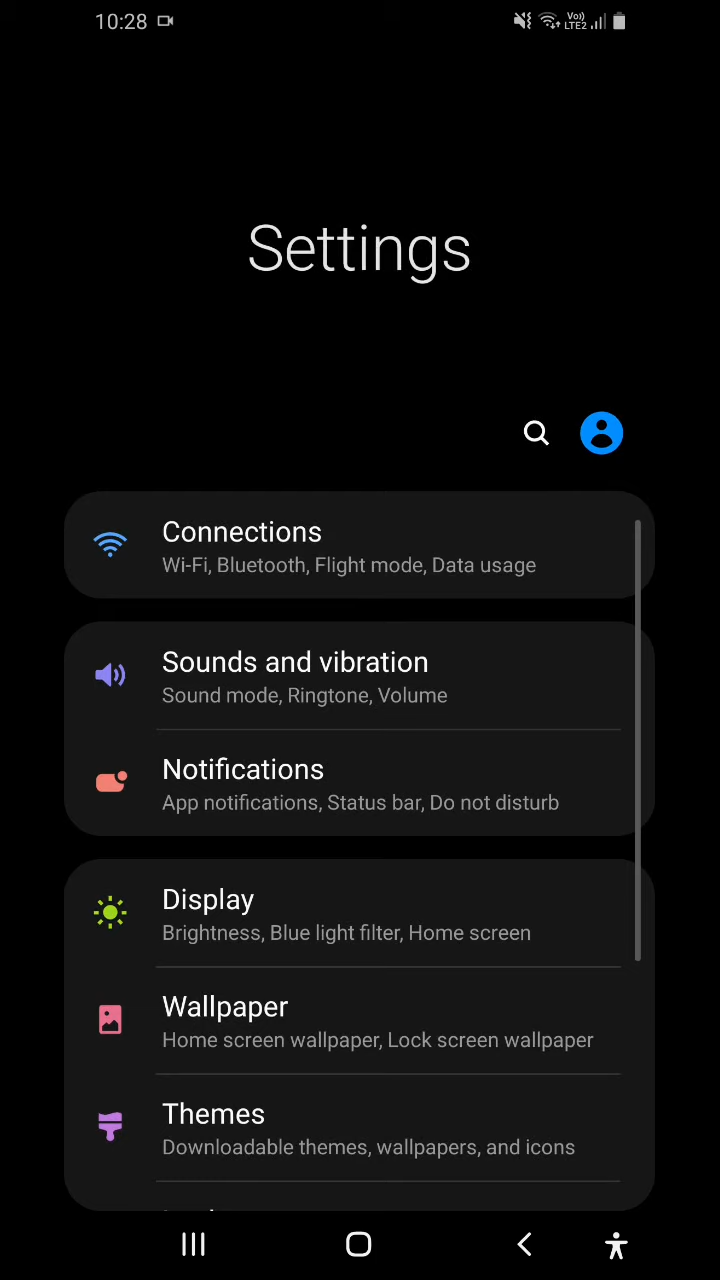 10:28
Vo)
LTE2
Settings
Connections
Wi-Fi, Bluetooth, Flight mode, Data usage
Sounds and vibration
Sound mode, Ringtone, Volume
Notifications
App notifications, Status bar, Do not disturb
Display
Brightness, Blue light filter, Home screen
Wallpaper
Home screen wallpaper, Lock screen wallpaper
Themes
Downloadable themes, wallpapers, and icons